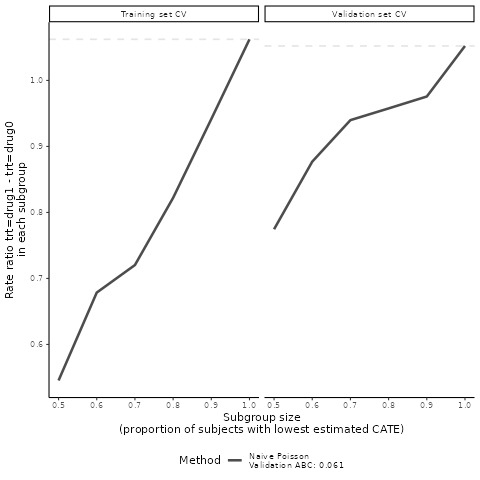 Training set CV
Validation set CV
Rate ratio trt=drug1 - trt=drug0
in each subgroup
1.0
0.9
0.8
0.7
0.6
0.5 0.6 0.7 0.8 0.9 1.0
0.5 0.6 0.7 0.8 0.9 1.0
Subgroup size
(proportion of subjects with lowest estimated CATE)
Method
Naive Poisson
Validation ABC: 0.061